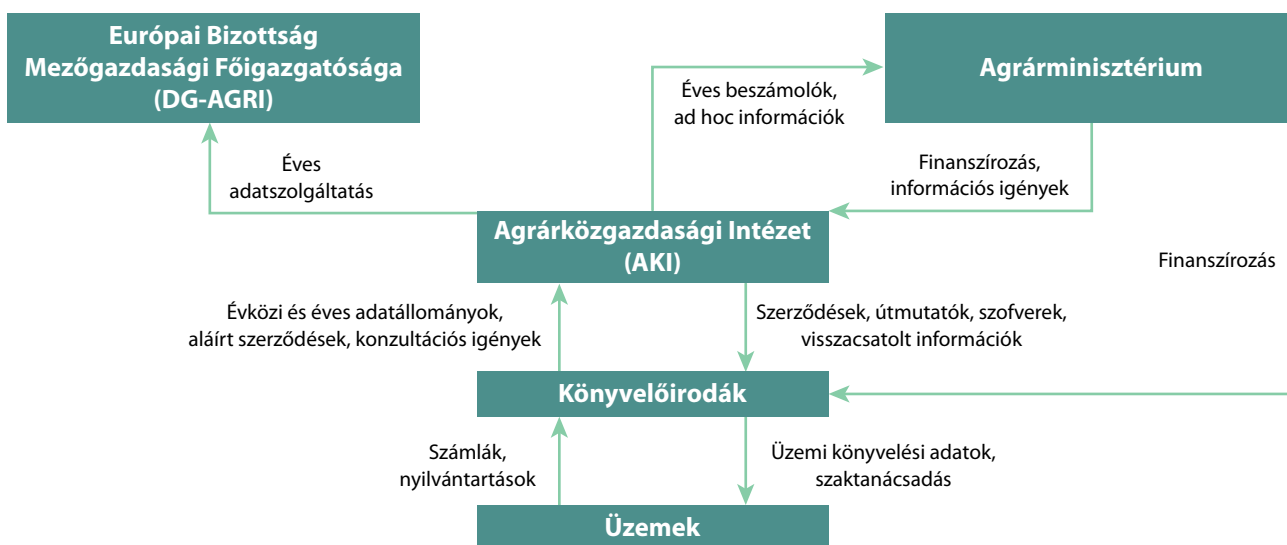 Európai Bizottság
Mezőgazdasági Főigazgatósága
(DG-AGRI)
Agrárminisztérium
Éves beszámolók,
ad hoc információk
Éves
adatszolgáltatás
Finanszírozás,
információs igények
Agrárközgazdasági Intézet
(AKI)
Finanszírozás
Évközi és éves adatállományok,
aláírt szerződések, konzultációs igények
Szerződések, útmutatók, szofverek,
visszacsatolt információk
Könyvelőirodák
Számlák,
nyilvántartások
Üzemi könyvelési adatok,
szaktanácsadás
Üzemek